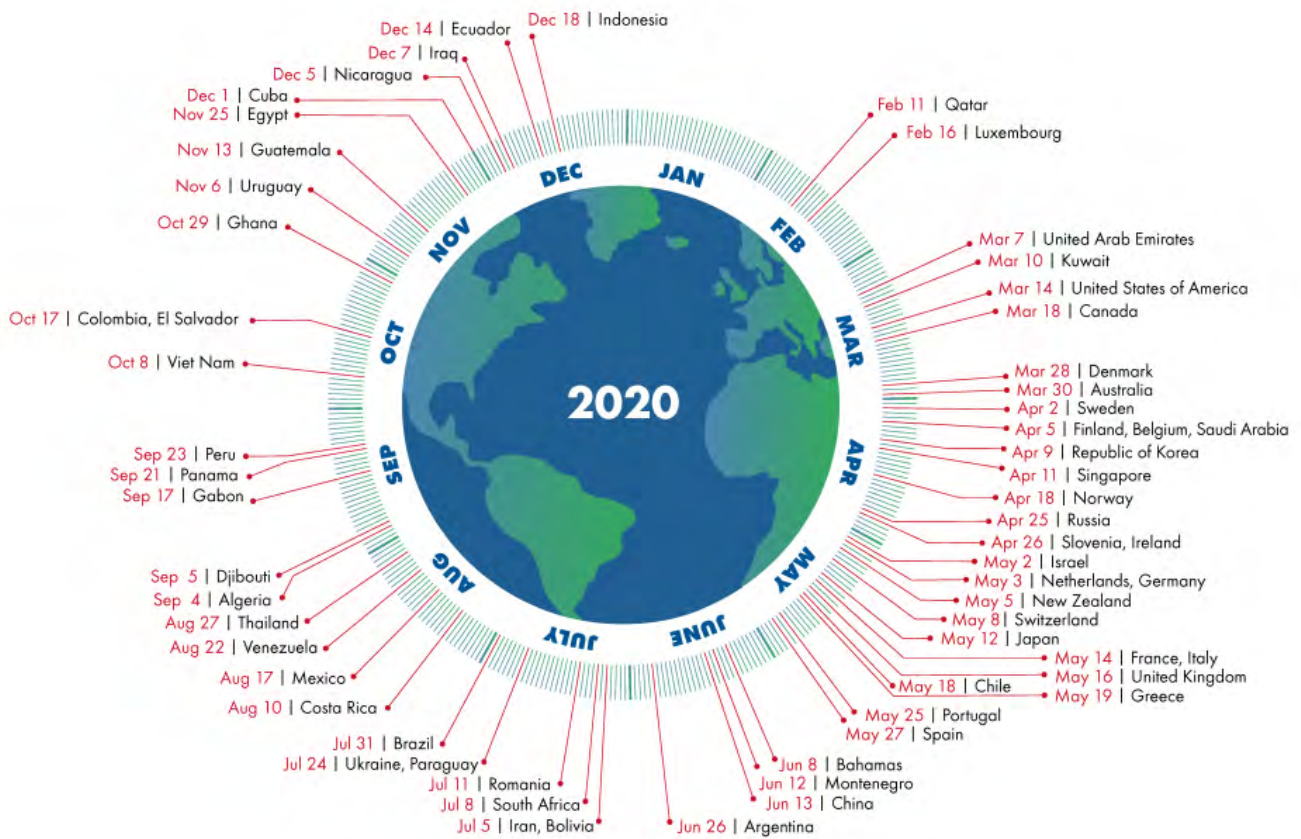 Dec 18 | Indonesia
Dec 14 | Ecuador
Dec 7 | Iraq
Dec 5 | Nicaragua
Dec 1 | Cuba
Nov 25 | Egypt
Nov 13 | Guatemala
Nov 6 | Uruguay
Oct 29 | Ghana
Oct 17 | Colombia, El Salvador
Oct 8 | Viet Nam
Sep 23 | Peru
Sep 21 | Panama
Sep 17 | Gabon
Sep 5 | Djibouti
Sep 4 | Algeria
Aug 27 | Thailand
Aug 22 | Venezuela
Aug 17 | Mexico
Aug 10 | Costa Rica
Jul 31 | Brazil
Jul 24 | Ukraine, Paraguay
Jul 11 | Romania
Jul 8 | South Africa
Jul 5 | Iran, Bolivia
Feb 11 | Qatar
Feb 16 | Luxembourg
Mar 7 | United Arab Emirates
Mar 10 | Kuwait
Mar 14 | United States of America
Mar 18 | Canada
Mar 28 | Denmark
Mar 30 | Australia
Apr 2 | Sweden
Apr 5 | Finland, Belgium, Saudi Arabia
Apr 9 | Republic of Korea
Apr 11 | Singapore
Apr 18 | Norway
Apr 25 | Russia
Apr 26 | Slovenia, Ireland
May 2 | Israel
May 3 | Netherlands, Germany
May 5 | New Zealand
May 8 | Switzerland
May 12 | Japan
May 14 | France, Italy
May 16 | United Kingdom
May 18 | Chile
May 19 | Greece
May 25 | Portugal
May 27 | Spain
Jun 8 | Bahamas
Jun 12 | Montenegro
Jun 13 | China
Jun 26 | Argentina
JAN
FEB
MAR
APR
MAY
JUNE
JULY
AUG
SEP
OCT
NOV
DEC
2020